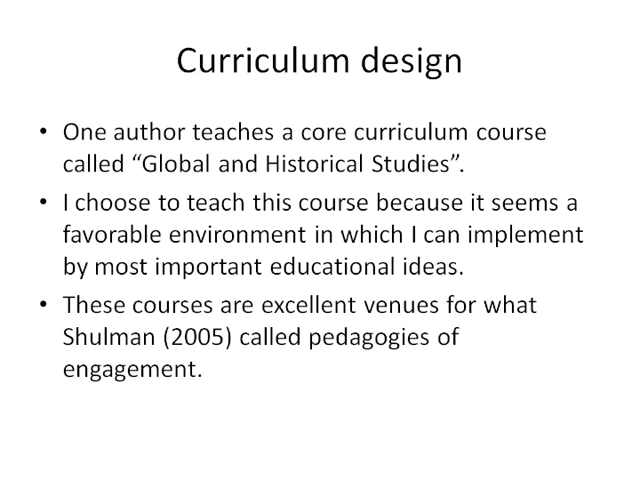 Curriculum design
• One author teaches a core curriculum course
called “Global and Historical Studies”.
• I choose to teach this course because it seems a
favorable environment in which I can implement
by most important educational ideas.
• These courses are excellent venues for what
Shulman (2005) called pedagogies of
engagement.